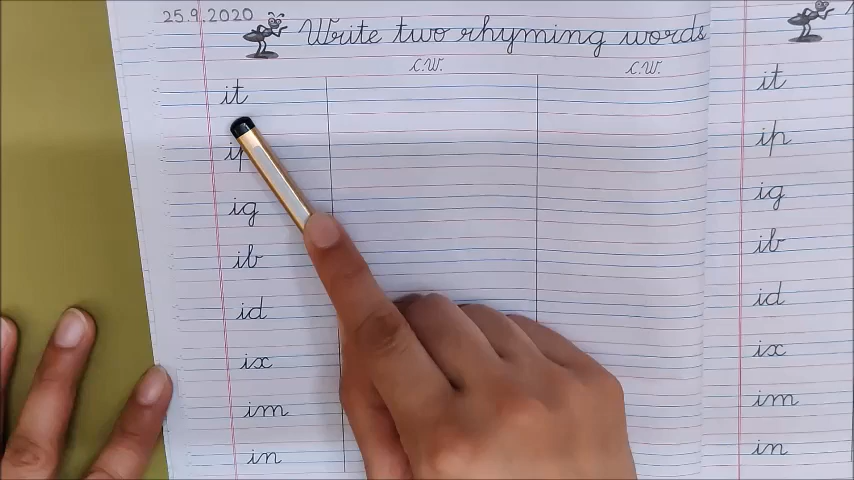 25.9.2020
Write two rhyming words
c.w. c.w.
it
ip
ig
ib
id
ix
im
in
it
ip
ig
ib
id
ix
im
in